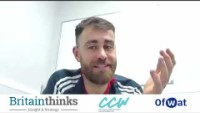 Britainthinks
Insight & Strategy
CCW
ofwat